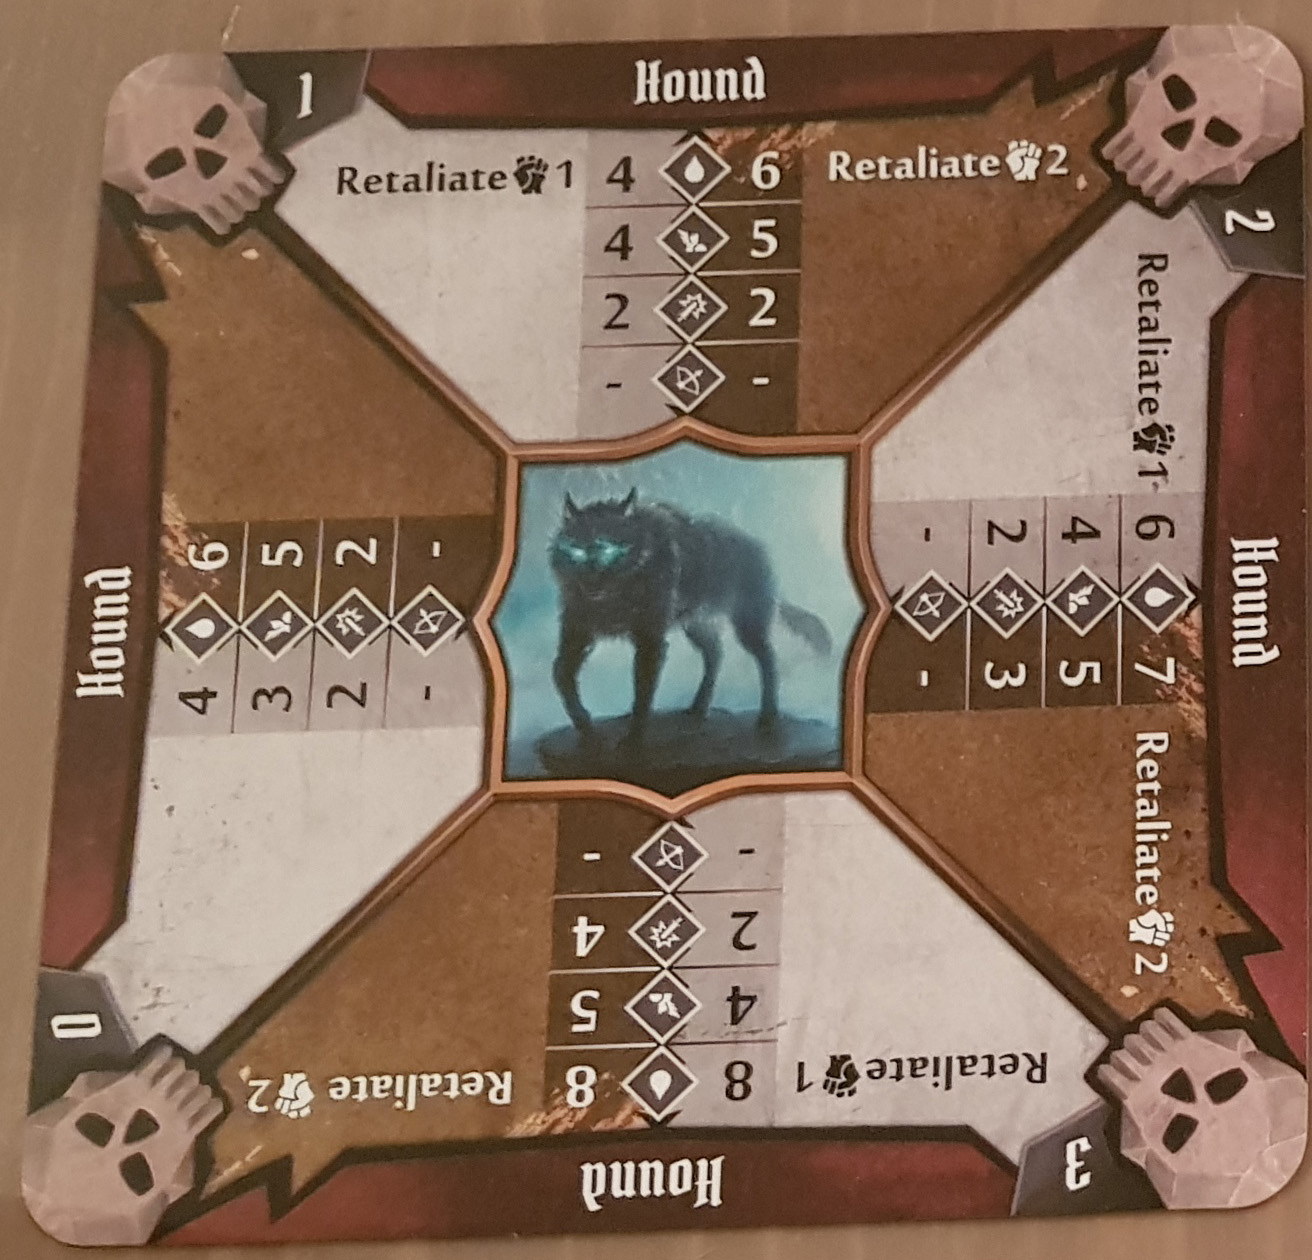 1 Hound
Retaliate 1 4 6 Retaliate 2
4 5
2 2
- -
2 Hound
Retaliate 1 6 7 Retaliate 2
4 5
2 3
- -
3 Hound
Retaliate 1 8 8 Retaliate 2
4 5
2 4
- -
0 Hound
4 6
3 5
2 2
- -